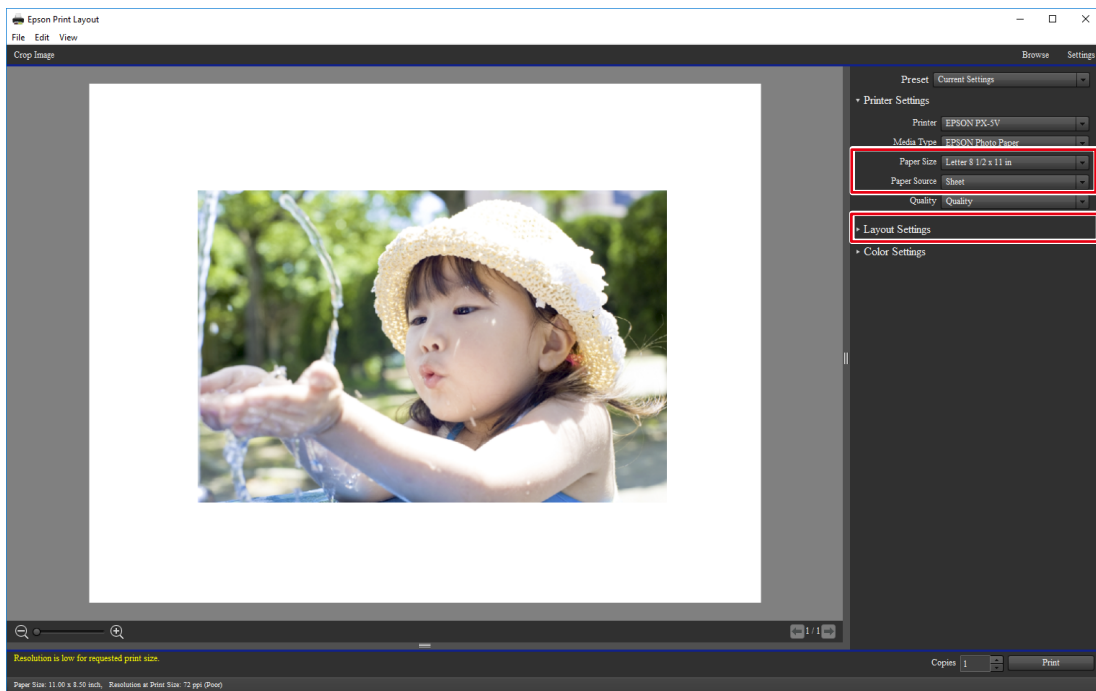 Epson Print Layout
File Edit View
Crop Image
Browse Settings
Preset Current Settings
Printer Settings
Printer EPSON PX-5V
Media Type EPSON Photo Paper
Paper Size Letter 8 1/2 x 11 in
Paper Source Sheet
Quality Quality
Layout Settings
Color Settings
1 / 1
Resolution is low for requested print size.
Copies 1 Print
Paper Size: 11.00 x 8.50 inch, Resolution at Print Size: 72 ppi (Poor)